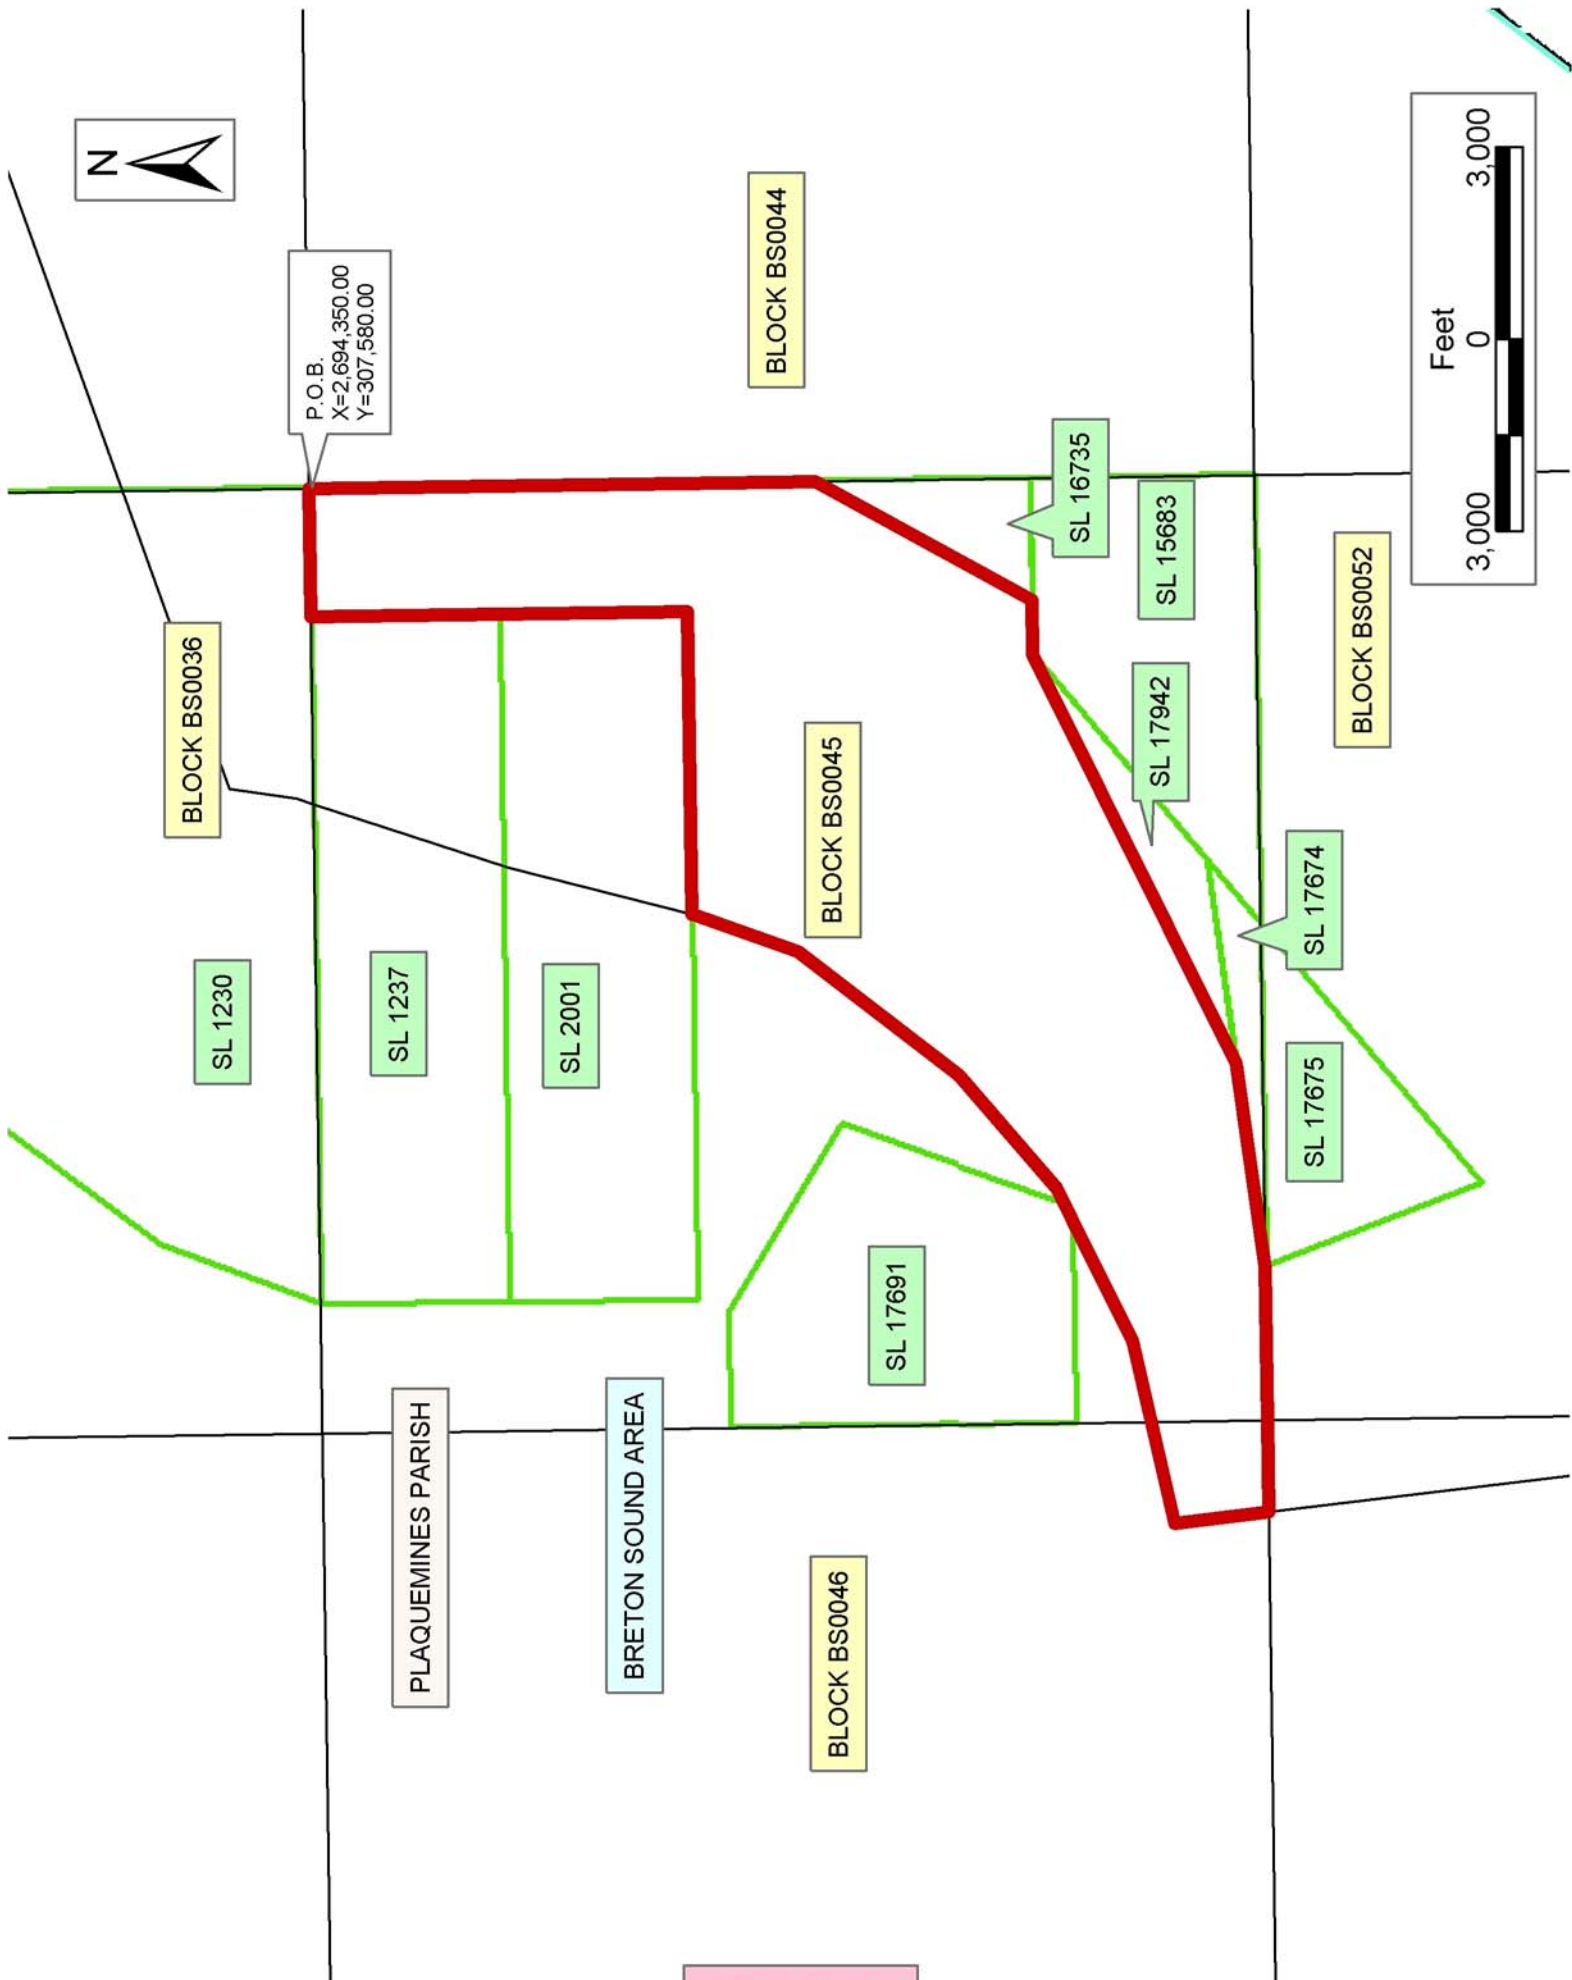 N
P.O.B.
X=2,694,350.00
Y=307,580.00
BLOCK BS0036
BLOCK BS0044
SL 1230
SL 1237
SL 2001
BLOCK BS0045
SL 16735
SL 15683
SL 17942
SL 17674
SL 17675
SL 17691
BLOCK BS0052
PLAQUEMINES PARISH
BRETON SOUND AREA
BLOCK BS0046
Feet
3,000 0 3,000